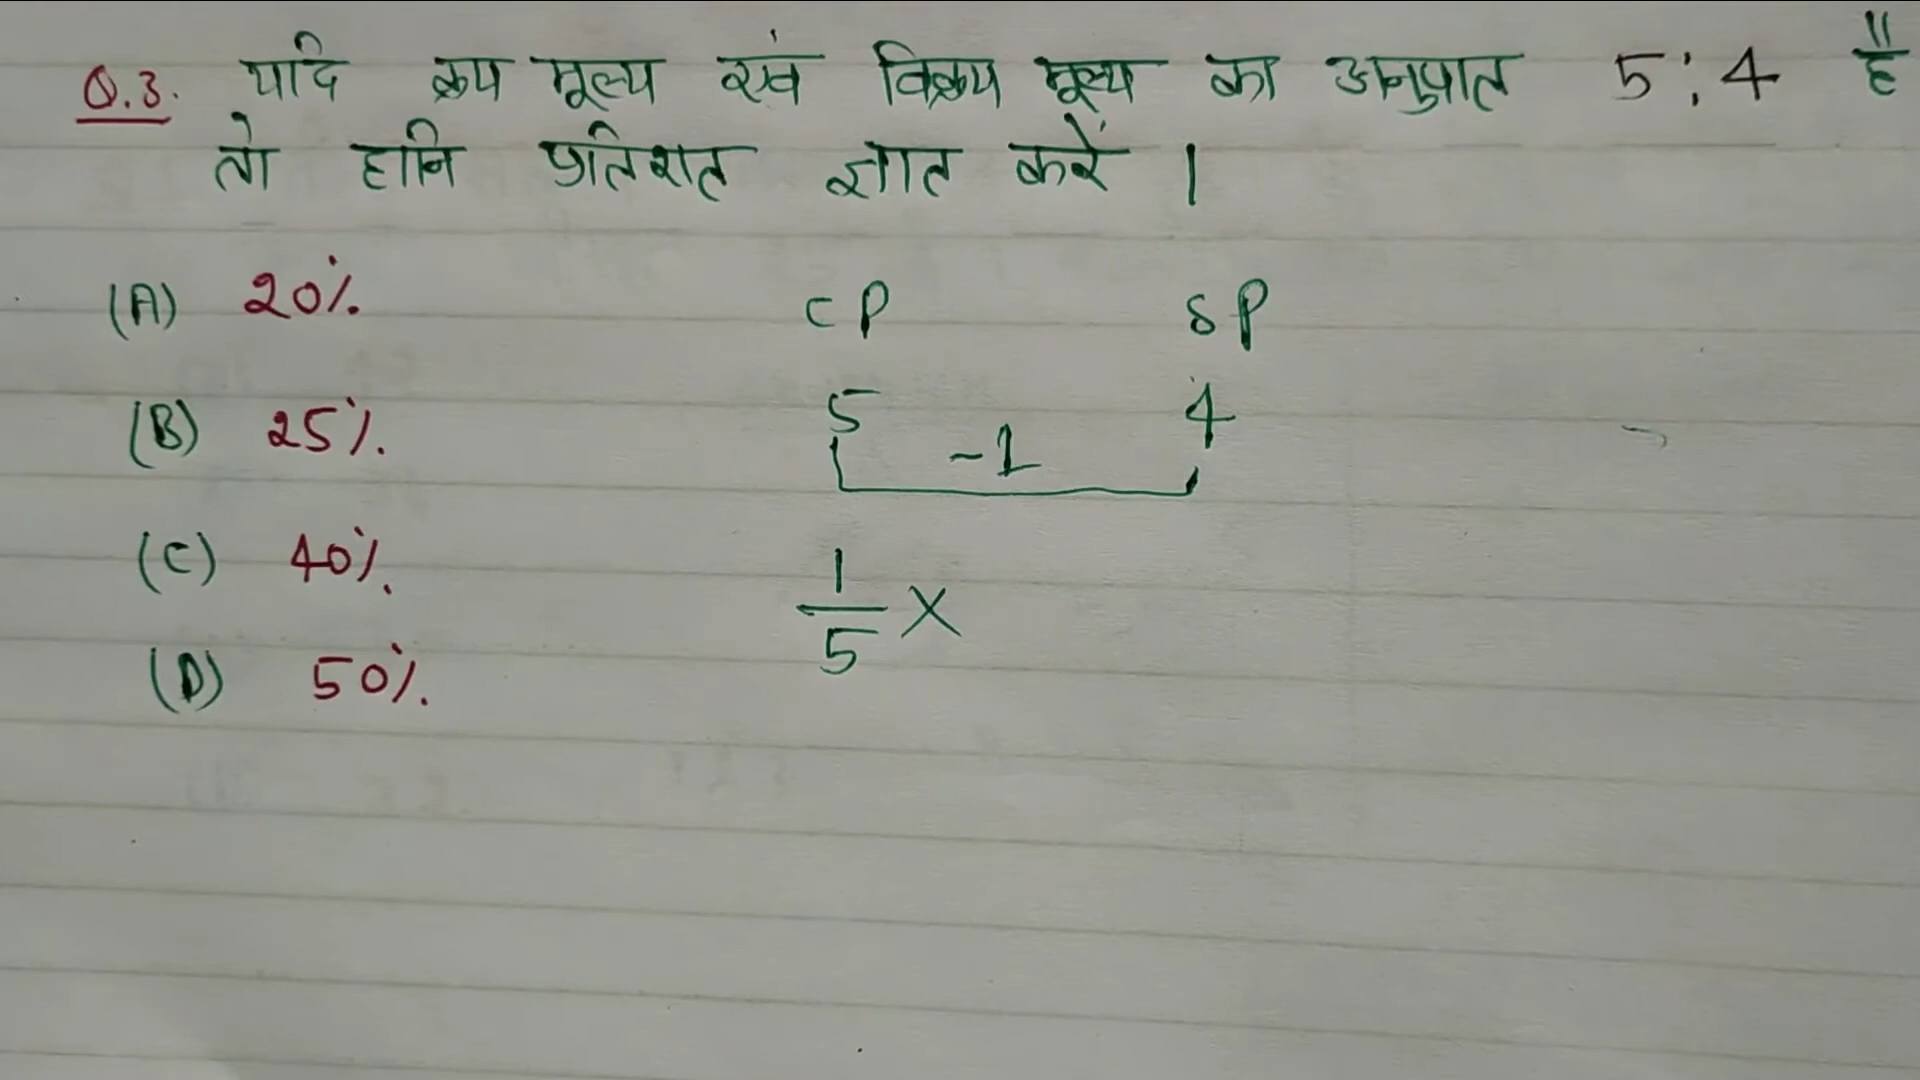 Q.3. यदि क्रय मूल्य एवं विक्रय मूल्य का अनुपात 5:4 है
तो हानि प्रतिशत ज्ञात करें ।
(A) 20%
CP SP
(B) 25%
5 -1 4
(C) 40%
1/5 ×
(D) 50%